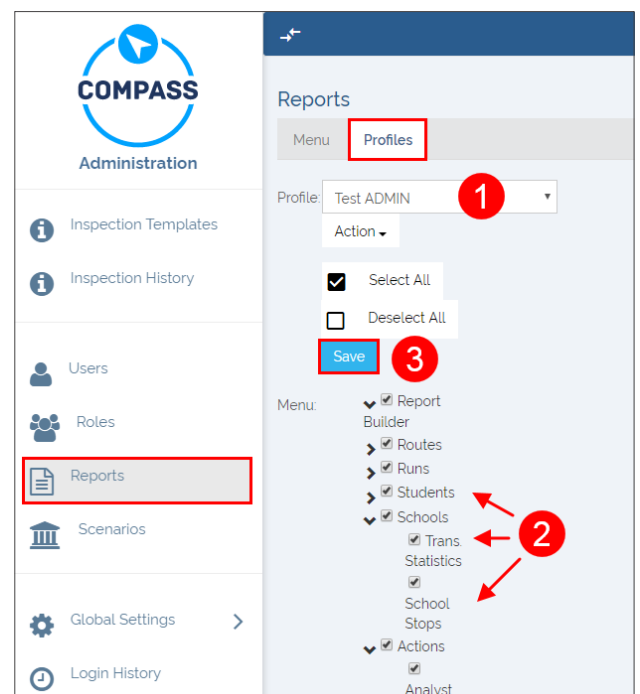 COMPASS
Administration
Inspection Templates
Inspection History
Users
Roles
Reports
Scenarios
Global Settings
Login History
Reports
Menu Profiles
Profile: Test ADMIN 1
Action
Select All
Deselect All
Save 3
Menu: Report
Builder
Routes
Runs
Students
Schools
Trans. 2
Statistics
School
Stops
Actions
Analyst